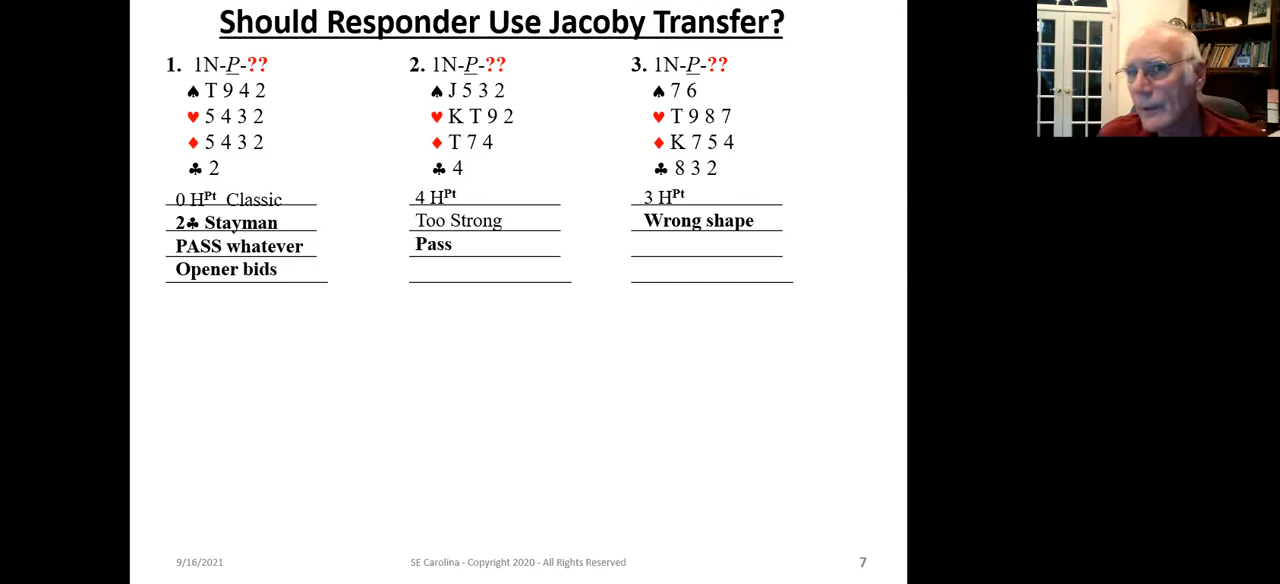 Should Responder Use Jacoby Transfer?
1. 1N-P-??
♠ T 9 4 2
♥ 5 4 3 2
♦ 5 4 3 2
♣ 2
0 HPt Classic
2♣ Stayman
PASS whatever
Opener bids
2. 1N-P-??
♠ J 5 3 2
♥ K T 9 2
♦ T 7 4
♣ 4
4 HPt
Too Strong
Pass
3. 1N-P-??
♠ 7 6
♥ T 9 8 7
♦ K 7 5 4
♣ 8 3 2
3 HPt
Wrong shape
9/16/2021
SE Carolina - Copyright 2020 - All Rights Reserved
7